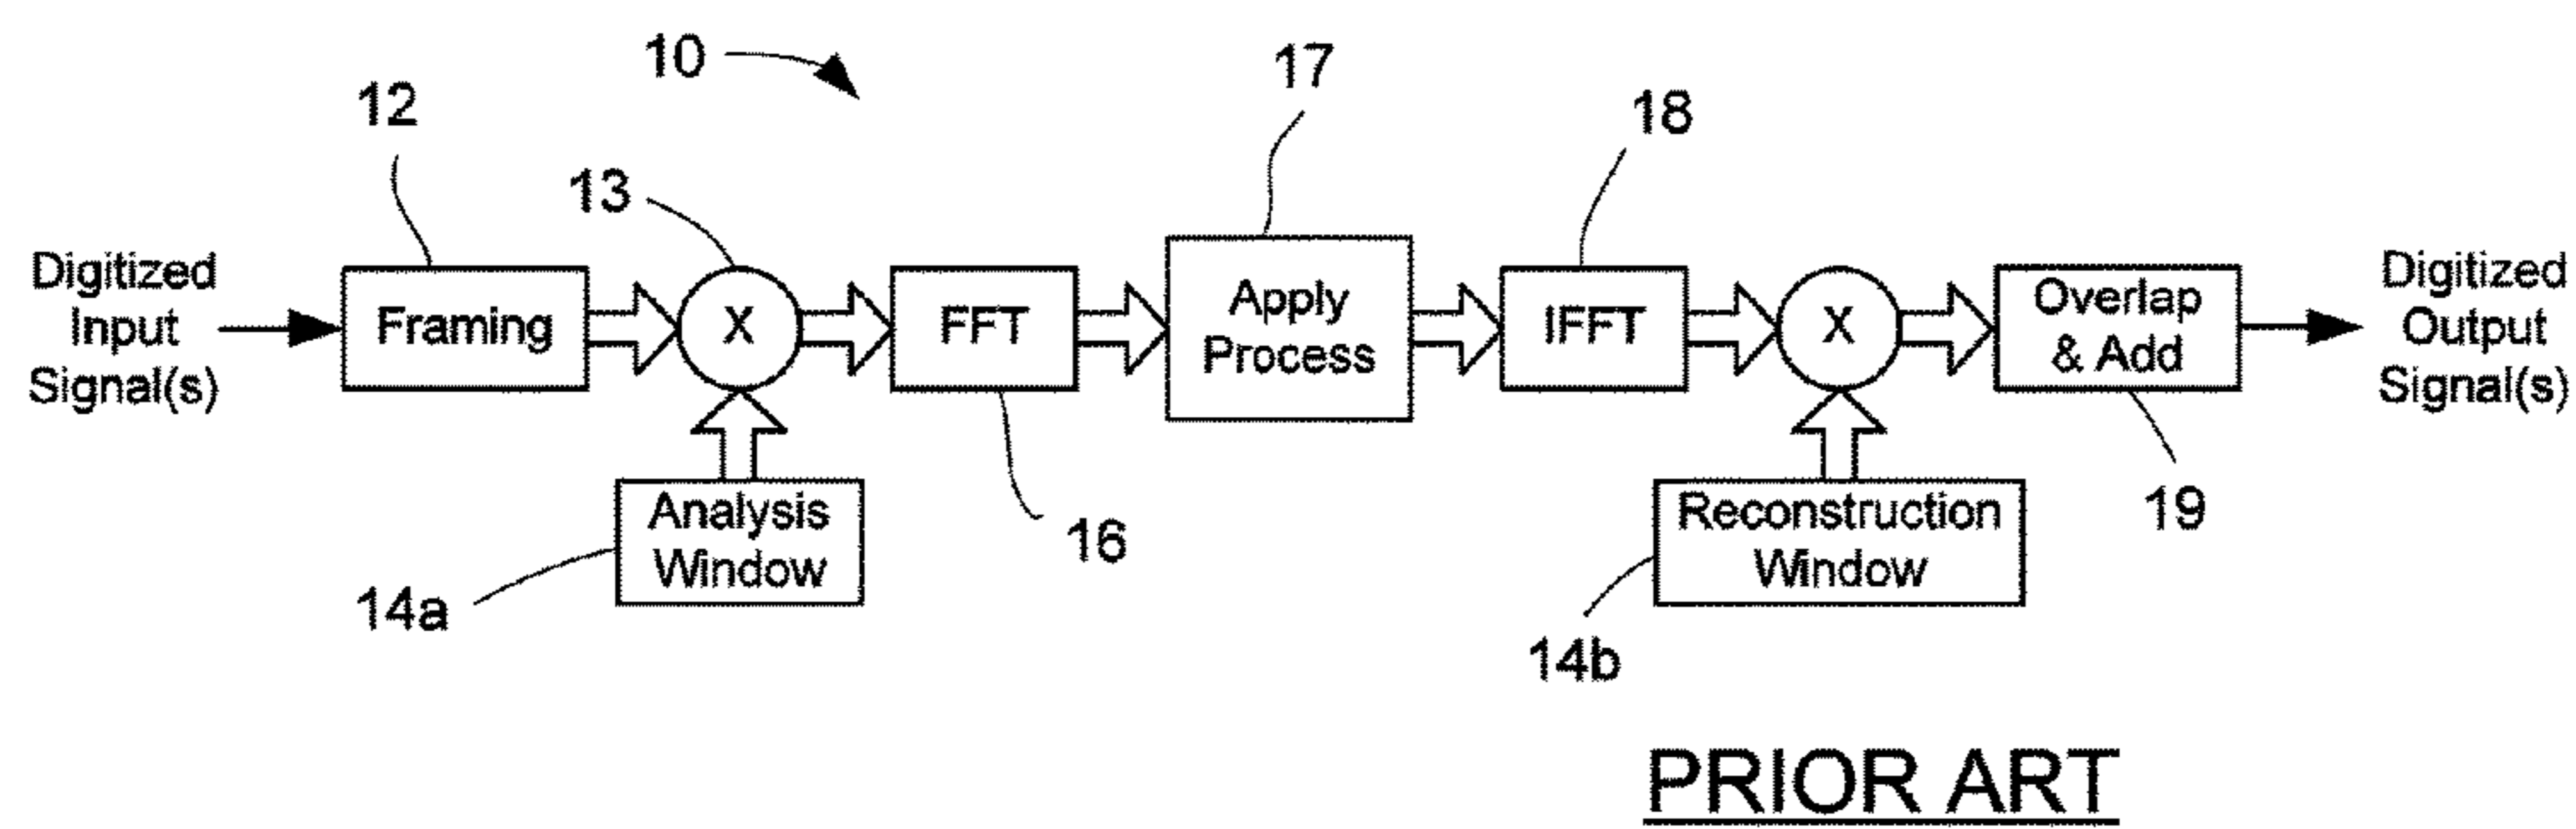 10
17
12
18
13
Digitized
Input
Signal(s)
Framing
X
FFT
Apply
Process
IFFT
X
Overlap
& Add
Digitized
Output
Signal(s)
Analysis
Window
14a
16
Reconstruction
Window
14b
19
PRIOR ART